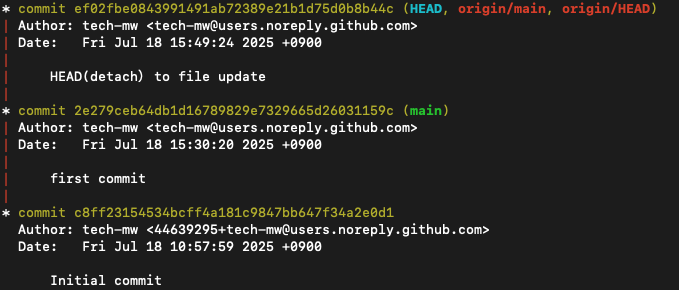 * commit ef02fbe0843991491ab72389e21b1d75d0b8b44c (HEAD, origin/main, origin/HEAD)
| Author: tech-mw <tech-mw@users.noreply.github.com>
| Date:   Fri Jul 18 15:49:24 2025 +0900
|
|     HEAD(detach) to file update
|
* commit 2e279ceb64db1d16789829e7329665d26031159c (main)
| Author: tech-mw <tech-mw@users.noreply.github.com>
| Date:   Fri Jul 18 15:30:20 2025 +0900
|
|     first commit
|
* commit c8ff23154534bcff4a181c9847bb647f34a2e0d1
  Author: tech-mw <44639295+tech-mw@users.noreply.github.com>
  Date:   Fri Jul 18 10:57:59 2025 +0900

      Initial commit